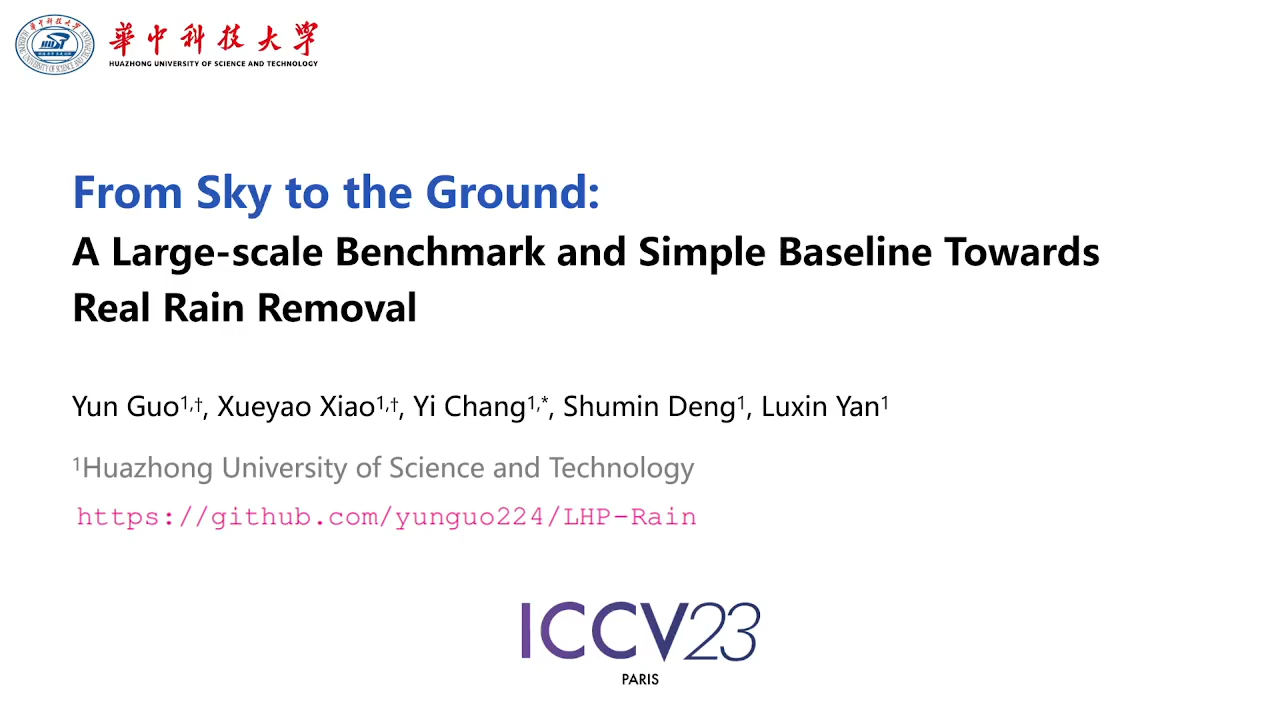 華中科技大學
HUAZHONG UNIVERSITY OF SCIENCE AND TECHNOLOGY
From Sky to the Ground:
A Large-scale Benchmark and Simple Baseline Towards
Real Rain Removal
Yun Guo¹,†, Xueyao Xiao¹,†, Yi Chang¹,*, Shumin Deng¹, Luxin Yan¹
¹Huazhong University of Science and Technology
https://github.com/yunguo224/LHP-Rain
ICCV23
PARIS